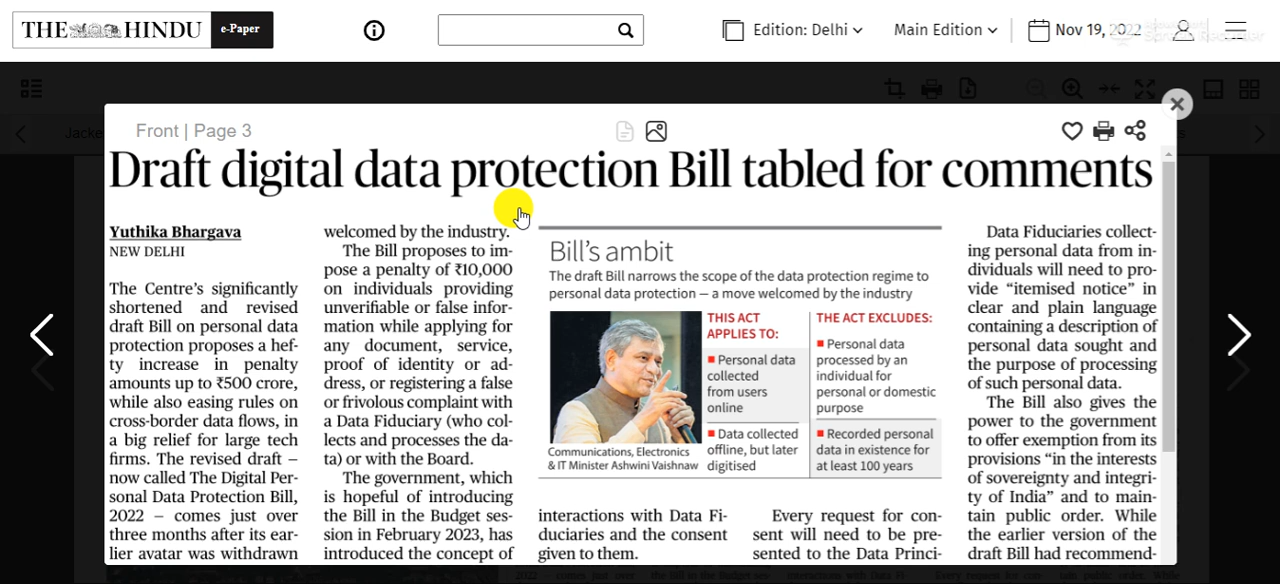 THE HINDU e-Paper
Edition: Delhi
Main Edition
Nov 19, 2022
Front | Page 3
Draft digital data protection Bill tabled for comments
Yuthika Bhargava
NEW DELHI
The Centre's significantly
shortened and revised
draft Bill on personal data
protection proposes a hef-
ty increase in penalty
amounts up to ₹500 crore,
while also easing rules on
cross-border data flows, in
a big relief for large tech
firms. The revised draft –
now called The Digital Per-
sonal Data Protection Bill,
2022 – comes just over
three months after its ear-
lier avatar was withdrawn
welcomed by the industry.
The Bill proposes to im-
pose a penalty of ₹10,000
on individuals providing
unverifiable or false infor-
mation while applying for
any document, service,
proof of identity or ad-
dress, or registering a false
or frivolous complaint with
a Data Fiduciary (who col-
lects and processes the da-
ta) or with the Board.
The government, which
is hopeful of introducing
the Bill in the Budget ses-
sion in February 2023, has
introduced the concept of
Bill's ambit
The draft Bill narrows the scope of the data protection regime to
personal data protection – a move welcomed by the industry
Communications, Electronics
& IT Minister Ashwini Vaishnaw
THIS ACT
APPLIES TO:
Personal data
collected
from users
online
Data collected
offline, but later
digitised
THE ACT EXCLUDES:
Personal data
processed by an
individual for
personal or domestic
purpose
Recorded personal
data in existence for
at least 100 years
interactions with Data Fi-
duciaries and the consent
given to them.
Every request for con-
sent will need to be pre-
sented to the Data Princi-
Data Fiduciaries collect-
ing personal data from in-
dividuals will need to pro-
vide "itemised notice" in
clear and plain language
containing a description of
personal data sought and
the purpose of processing
of such personal data.
The Bill also gives the
power to the government
to offer exemption from its
provisions "in the interests
of sovereignty and integri-
ty of India" and to main-
tain public order. While
the earlier version of the
draft Bill had recommend-